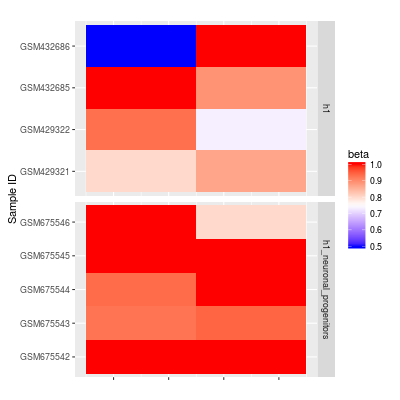 Sample ID
GSM432686
GSM432685
GSM429322
GSM429321
h1
GSM675546
GSM675545
GSM675544
GSM675543
GSM675542
h1_neuronal_progenitors
beta
1.0
0.9
0.8
0.7
0.6
0.5